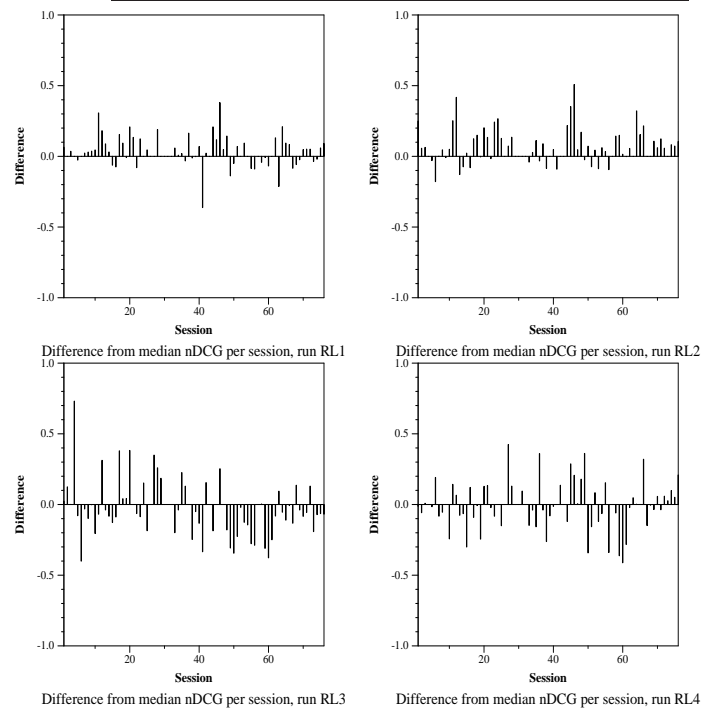 1.0
0.5
0.0
-0.5
-1.0
Difference
20
40
60
Session
Difference from median nDCG per session, run RL1
1.0
0.5
0.0
-0.5
-1.0
Difference
20
40
60
Session
Difference from median nDCG per session, run RL2
1.0
0.5
0.0
-0.5
-1.0
Difference
20
40
60
Session
Difference from median nDCG per session, run RL3
1.0
0.5
0.0
-0.5
-1.0
Difference
20
40
60
Session
Difference from median nDCG per session, run RL4